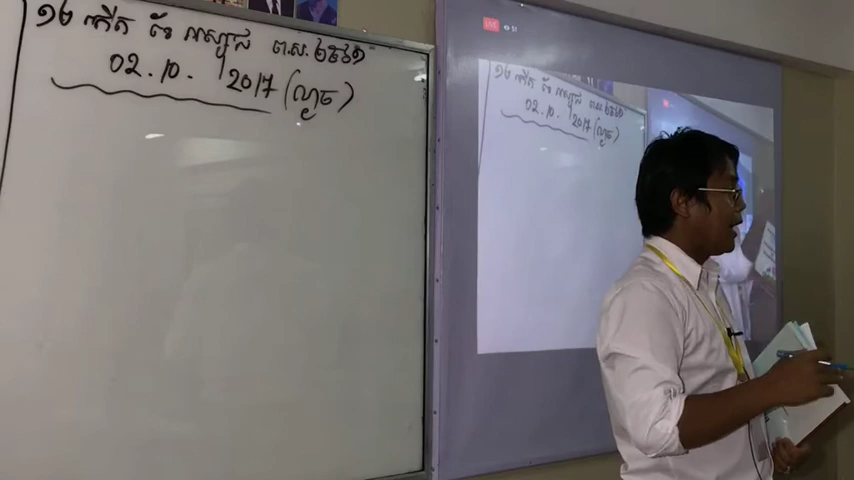 ១២ កើត ខែ អស្សុជ ព.ស. ២៥៦១
02.10. 2017 (ល្ងាច)